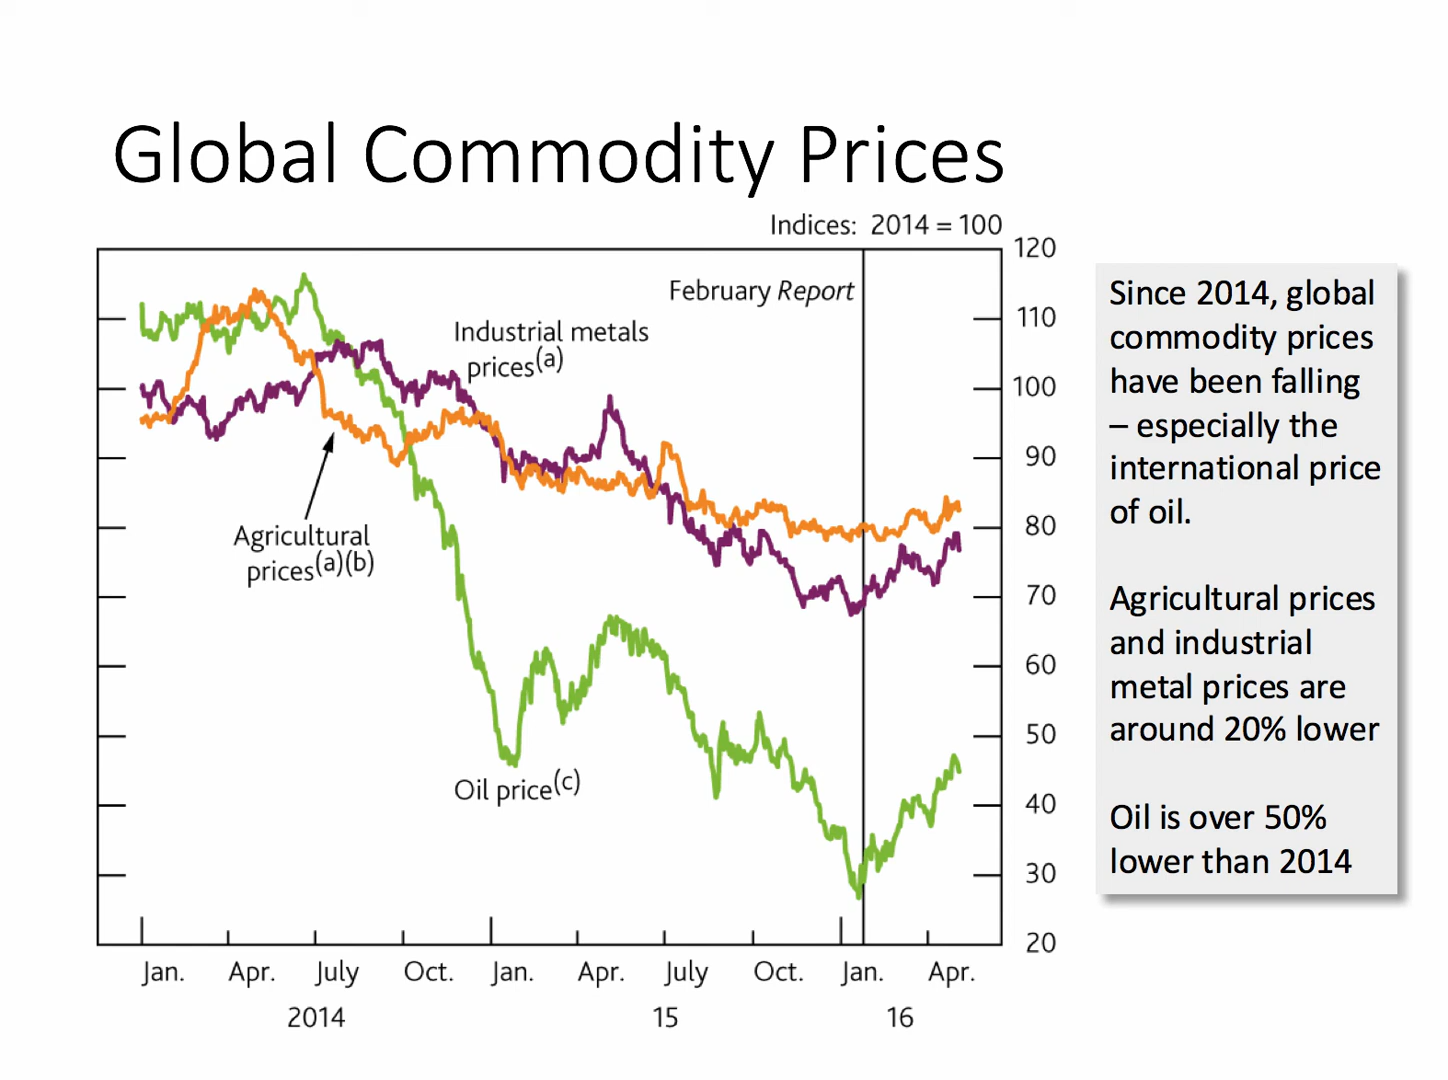 Global Commodity Prices
Indices: 2014 = 100
120
February Report
110
Industrial metals
prices(a)
100
90
Agricultural
prices(a)(b)
80
70
60
50
Oil price(c)
40
30
20
Jan. Apr. July Oct. Jan. Apr. July Oct. Jan. Apr.
2014 15 16
Since 2014, global
commodity prices
have been falling
– especially the
international price
of oil.
Agricultural prices
and industrial
metal prices are
around 20% lower
Oil is over 50%
lower than 2014